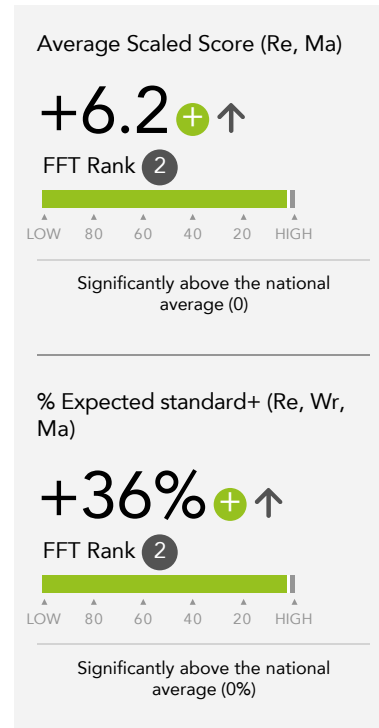 Average Scaled Score (Re, Ma)
+6.2 + ↑
FFT Rank 2
LOW 80 60 40 20 HIGH
Significantly above the national
average (0)
% Expected standard+ (Re, Wr,
Ma)
+36% + ↑
FFT Rank 2
LOW 80 60 40 20 HIGH
Significantly above the national
average (0%)